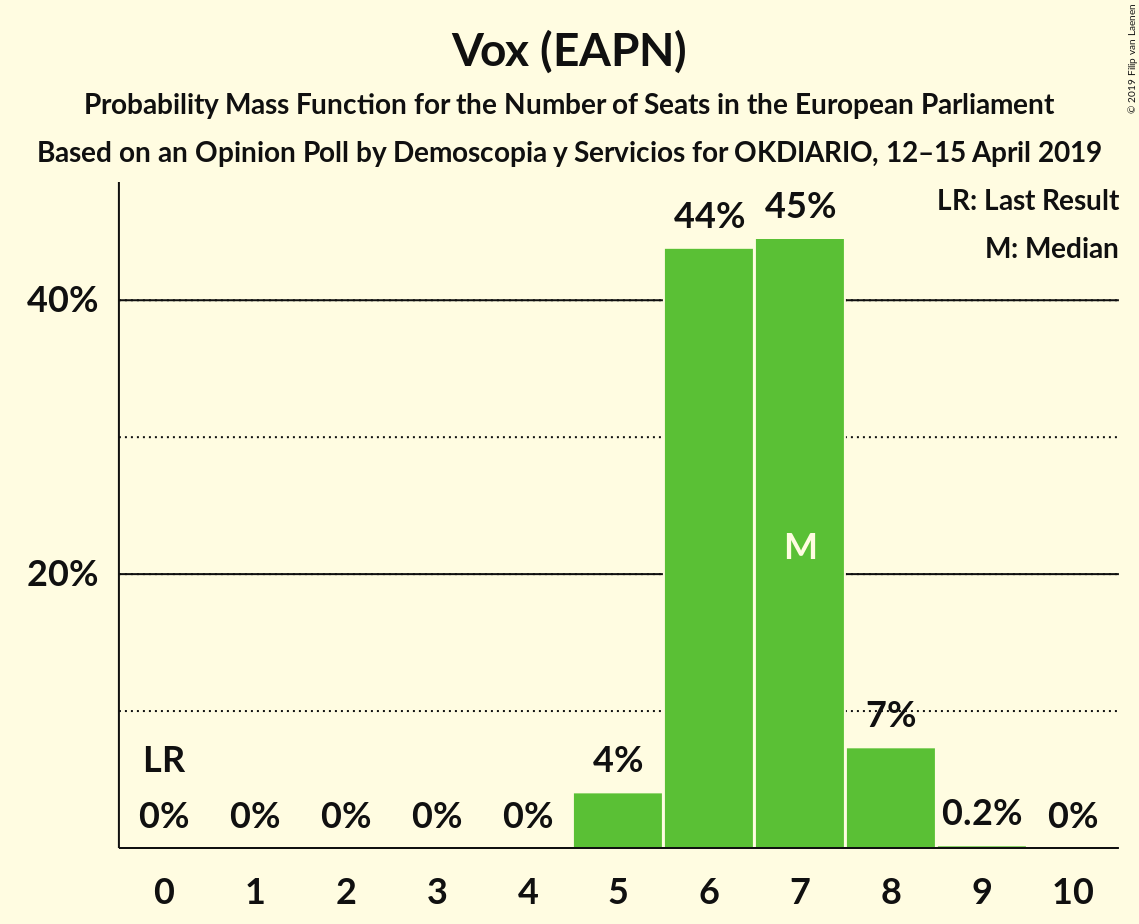 Vox (EAPN)
Probability Mass Function for the Number of Seats in the European Parliament
Based on an Opinion Poll by Demoscopia y Servicios for OKDIARIO, 12–15 April 2019
© 2019 Filip van Laenen
LR: Last Result
M: Median
44% 45%
40%
20%
M
7%
LR
4%
0% 0% 0% 0% 0% 0.2% 0%
0 1 2 3 4 5 6 7 8 9 10